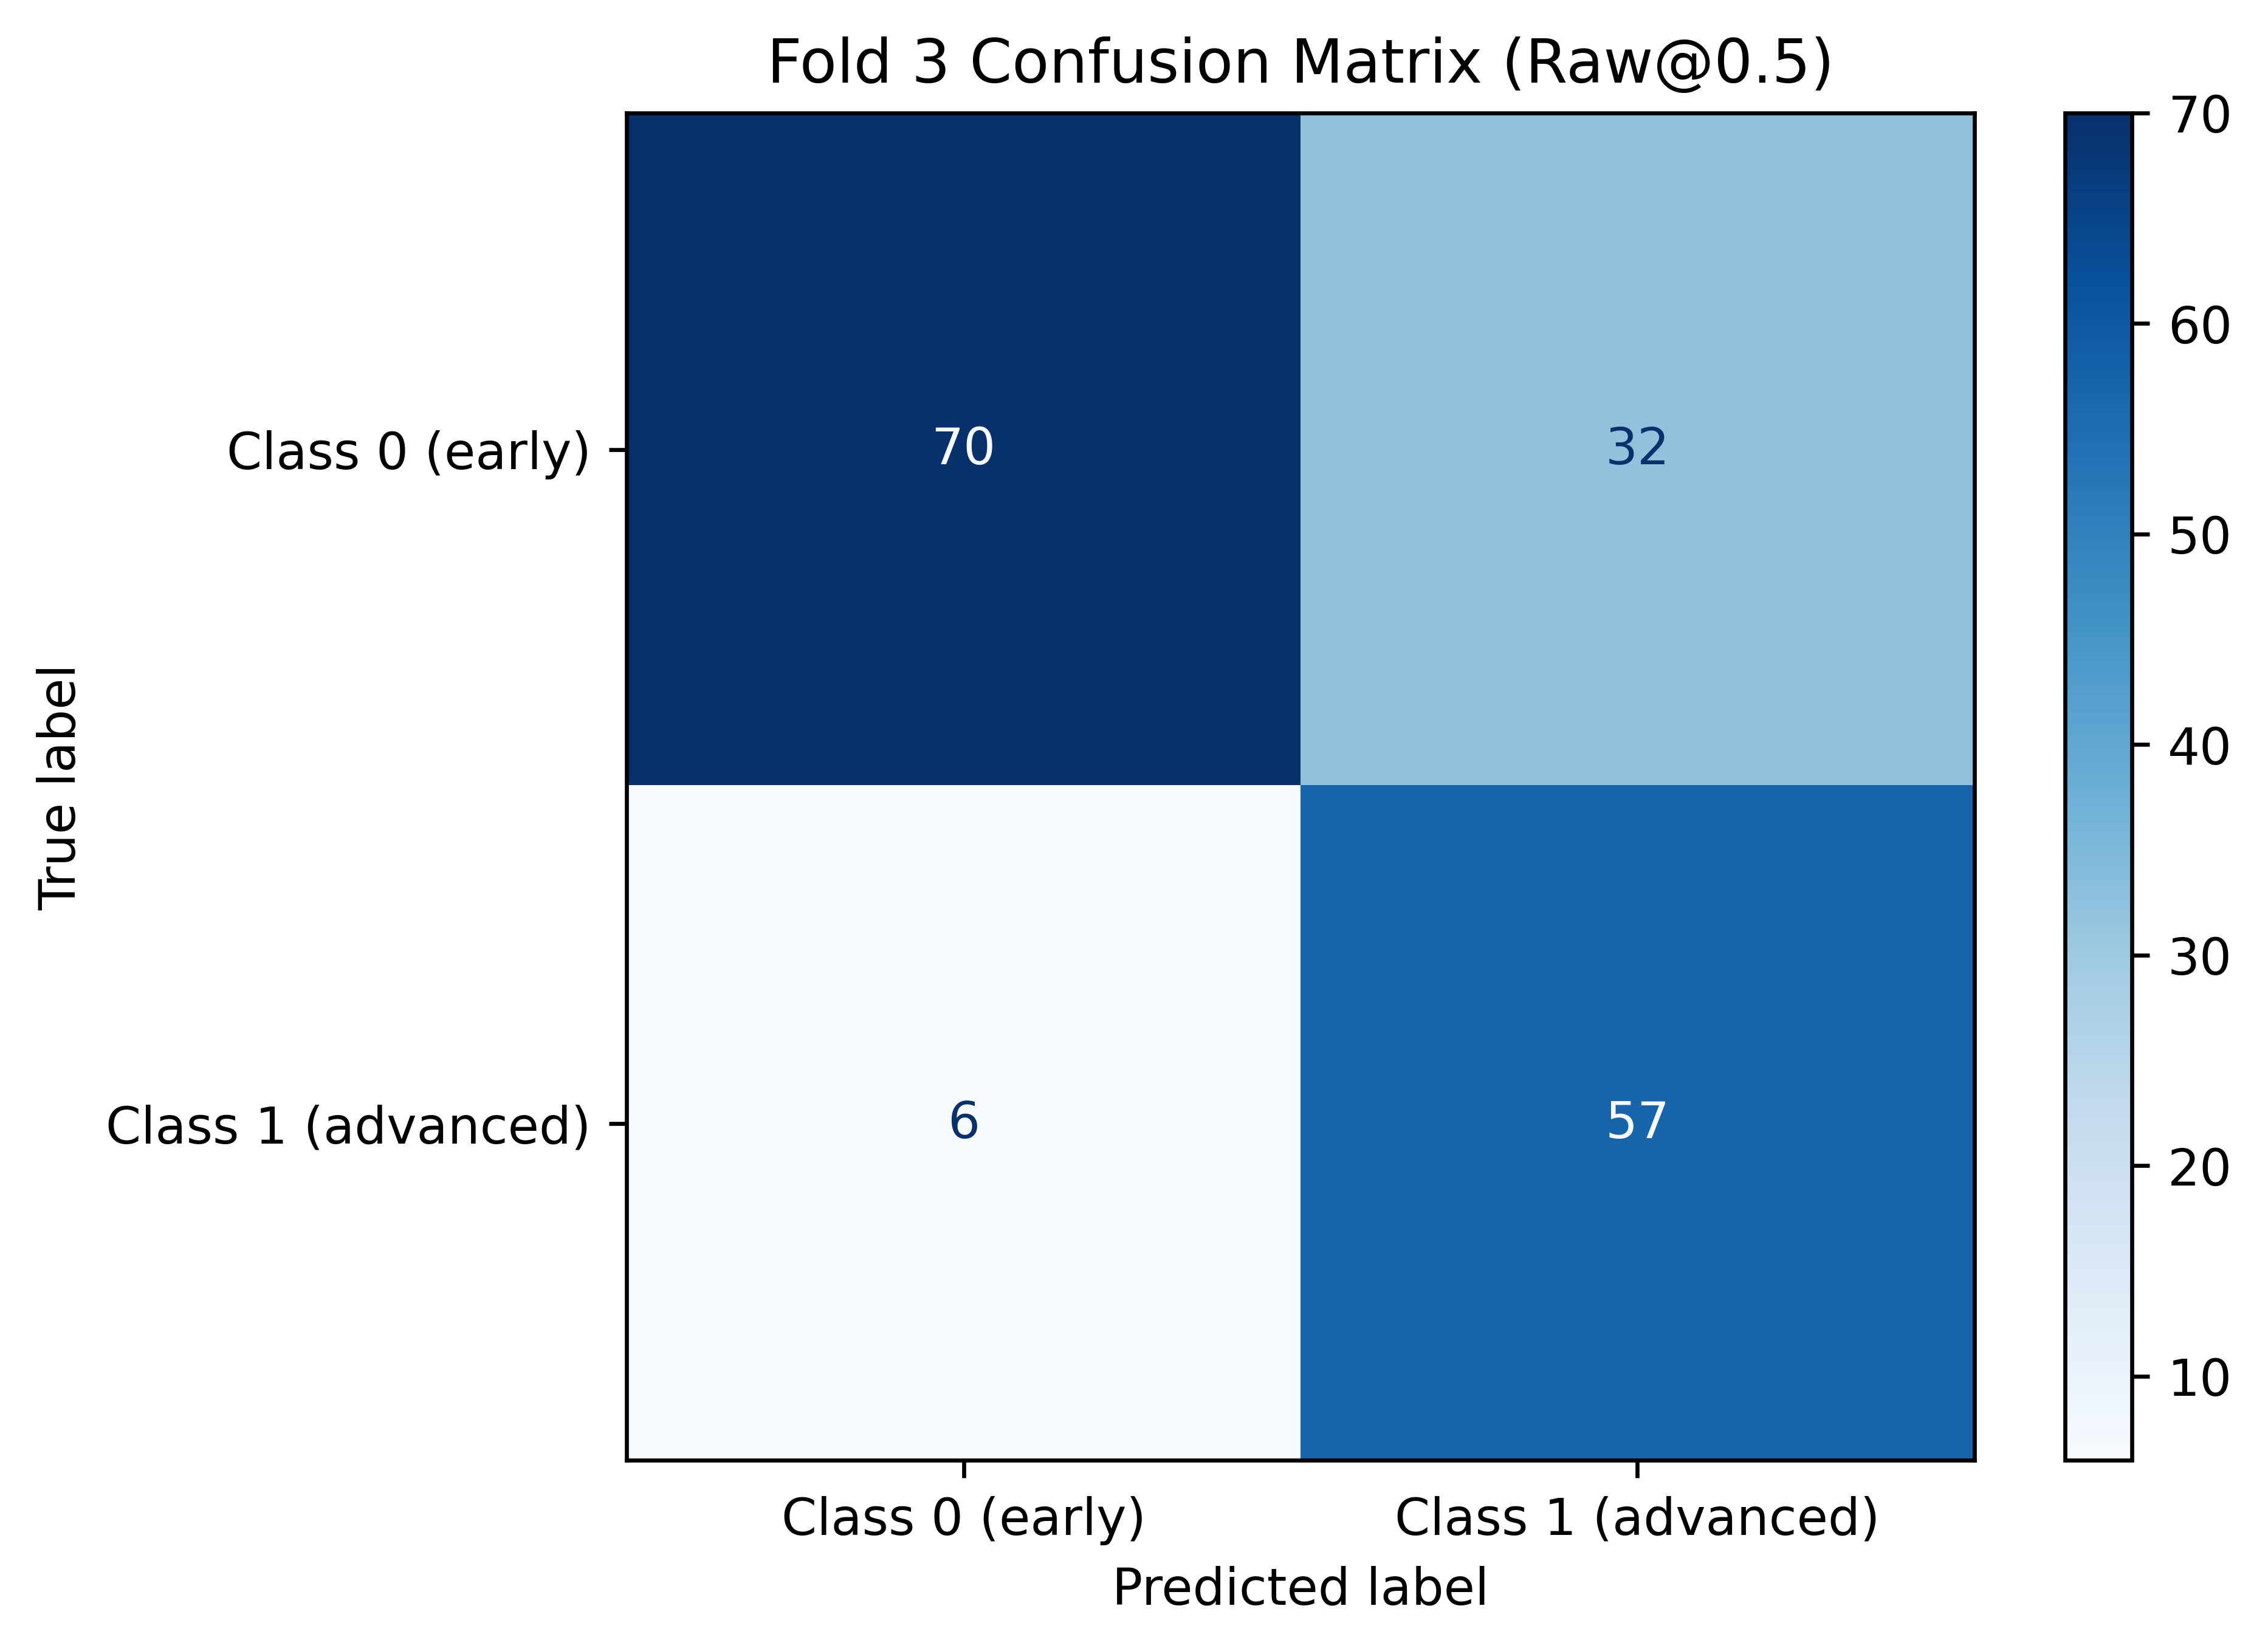 Fold 3 Confusion Matrix (Raw@0.5)
True label
Class 0 (early)
70
32
Class 1 (advanced)
6
57
Class 0 (early)
Class 1 (advanced)
Predicted label
70
60
50
40
30
20
10